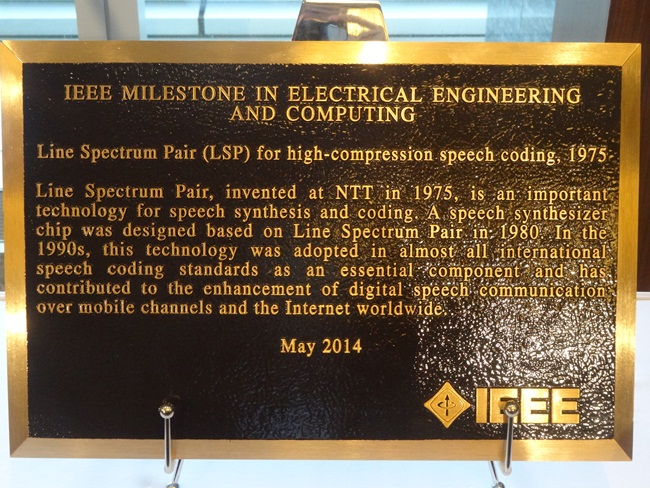 IEEE MILESTONE IN ELECTRICAL ENGINEERING
AND COMPUTING
Line Spectrum Pair (LSP) for high-compression speech coding, 1975
Line Spectrum Pair, invented at NTT in 1975, is an important
technology for speech synthesis and coding. A speech synthesizer
chip was designed based on Line Spectrum Pair in 1980. In the
1990s, this technology was adopted in almost all international
speech coding standards as an essential component and has
contributed to the enhancement of digital speech communication
over mobile channels and the Internet worldwide.
May 2014
IEEE